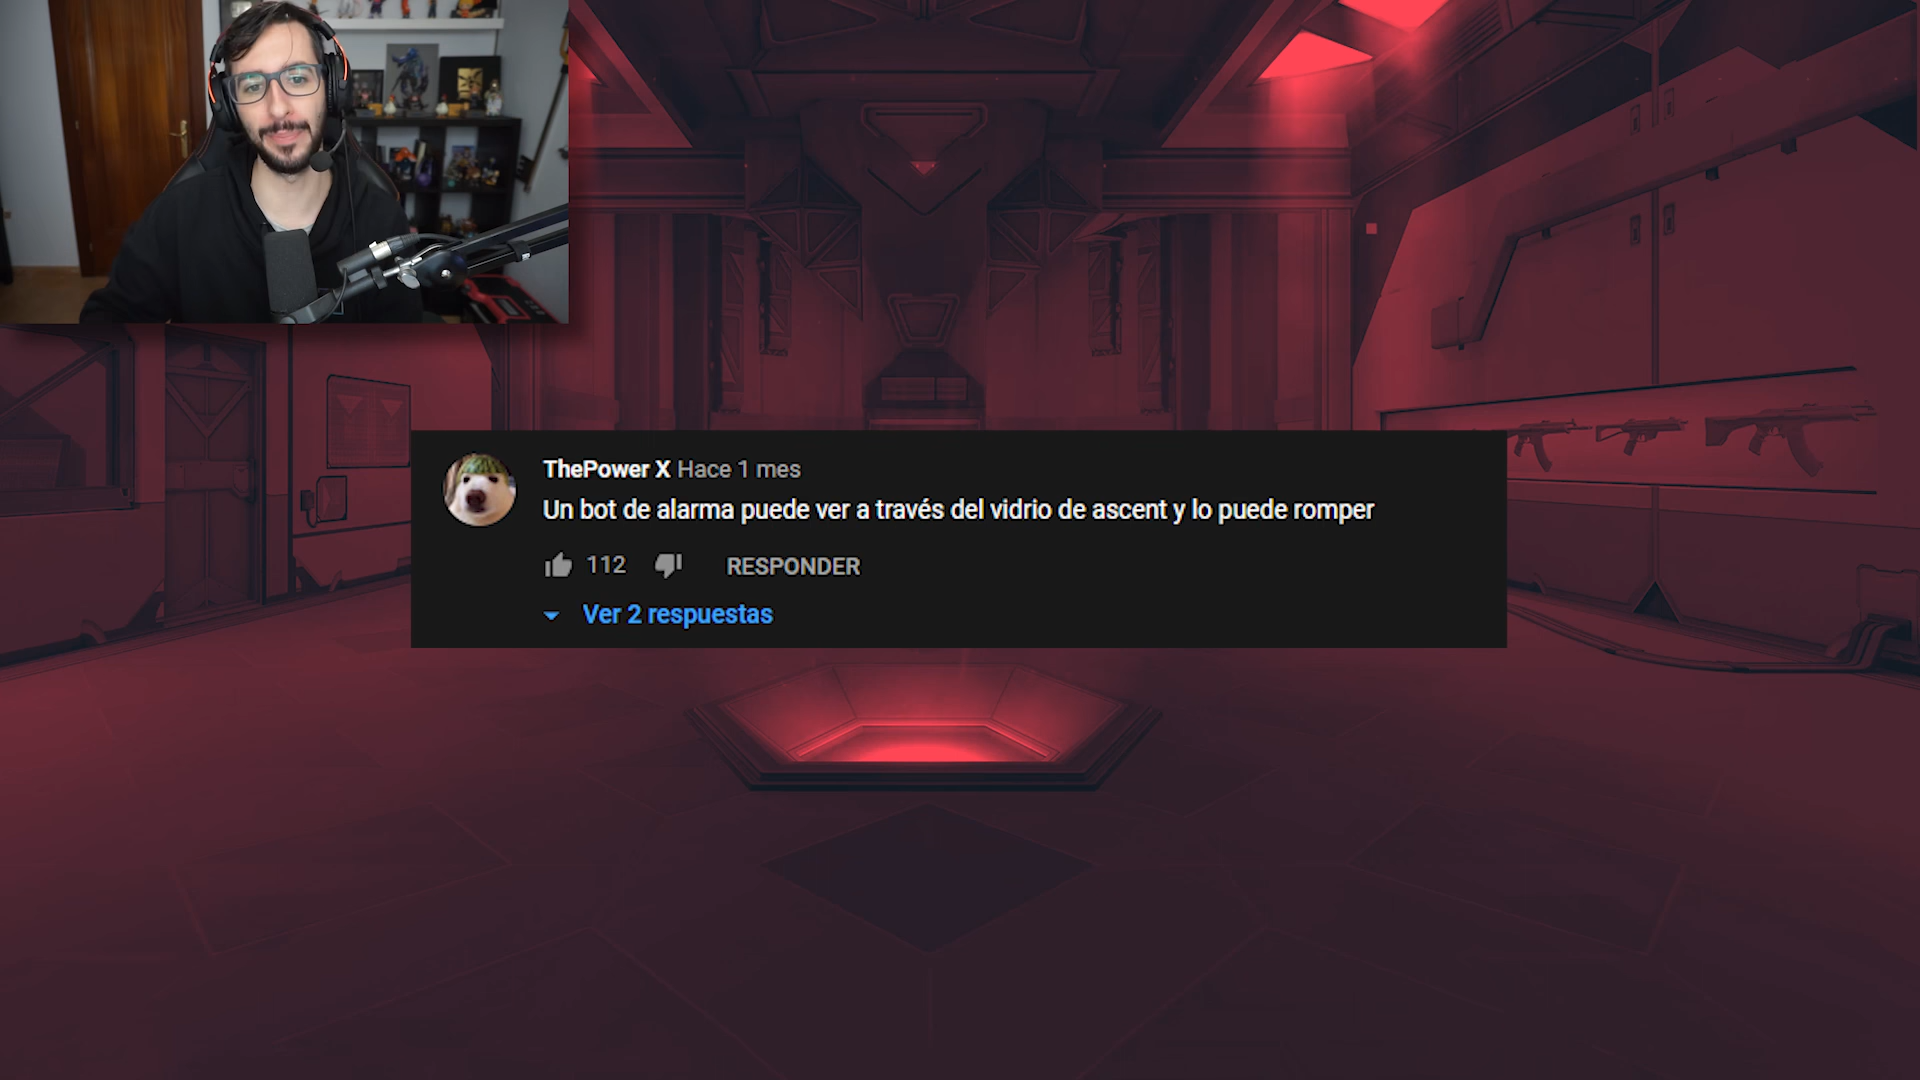 ThePower X Hace 1 mes
Un bot de alarma puede ver a través del vidrio de ascent y lo puede romper
112 RESPONDER
Ver 2 respuestas